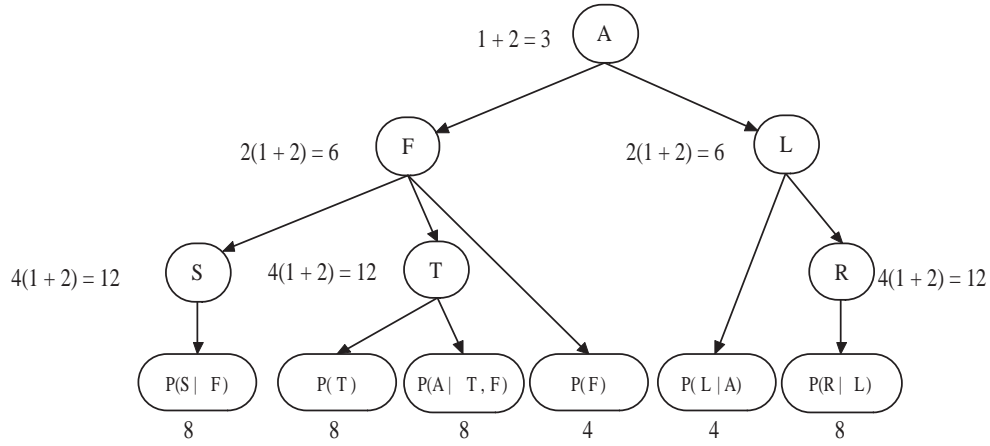 1 + 2 = 3 A
2(1 + 2) = 6 F 2(1 + 2) = 6 L
4(1 + 2) = 12 S 4(1 + 2) = 12 T R 4(1 + 2) = 12
P(S | F) P( T ) P(A | T , F) P(F) P( L | A) P(R | L)
8 8 8 4 4 8